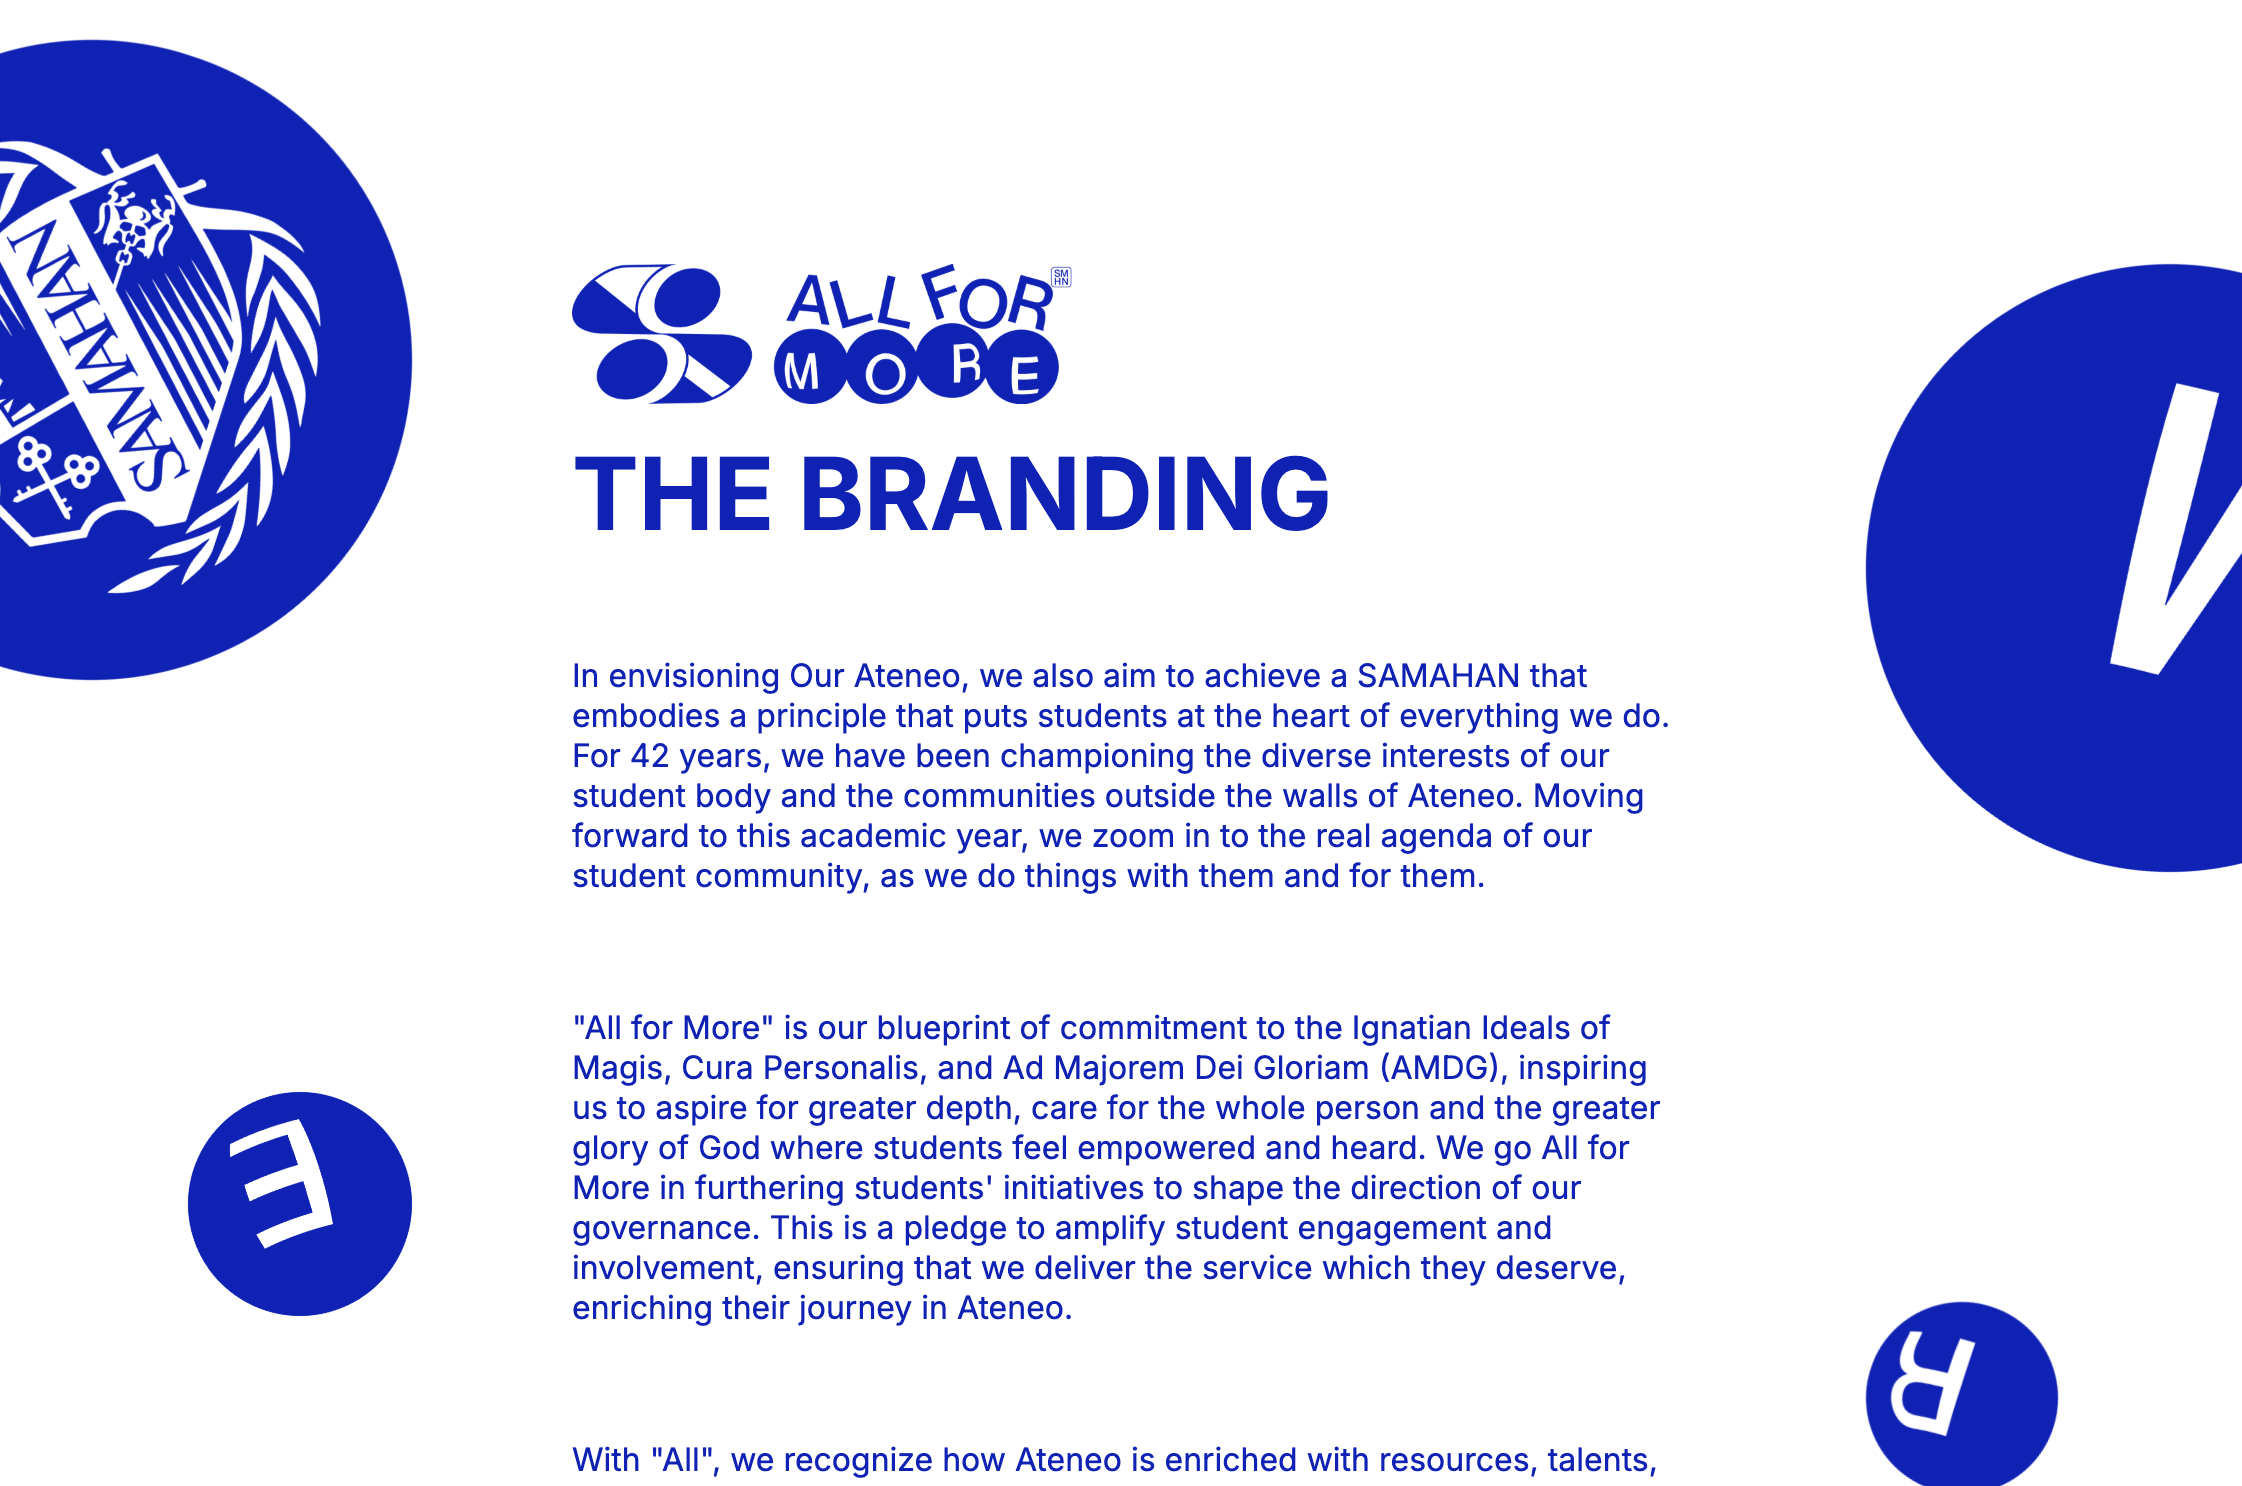 SAMAHAN
ALL FOR
SM
HN
MORE
THE BRANDING
In envisioning Our Ateneo, we also aim to achieve a SAMAHAN that
embodies a principle that puts students at the heart of everything we do.
For 42 years, we have been championing the diverse interests of our
student body and the communities outside the walls of Ateneo. Moving
forward to this academic year, we zoom in to the real agenda of our
student community, as we do things with them and for them.
"All for More" is our blueprint of commitment to the Ignatian Ideals of
Magis, Cura Personalis, and Ad Majorem Dei Gloriam (AMDG), inspiring
us to aspire for greater depth, care for the whole person and the greater
glory of God where students feel empowered and heard. We go All for
More in furthering students' initiatives to shape the direction of our
governance. This is a pledge to amplify student engagement and
involvement, ensuring that we deliver the service which they deserve,
enriching their journey in Ateneo.
E
R
With "All", we recognize how Ateneo is enriched with resources, talents,